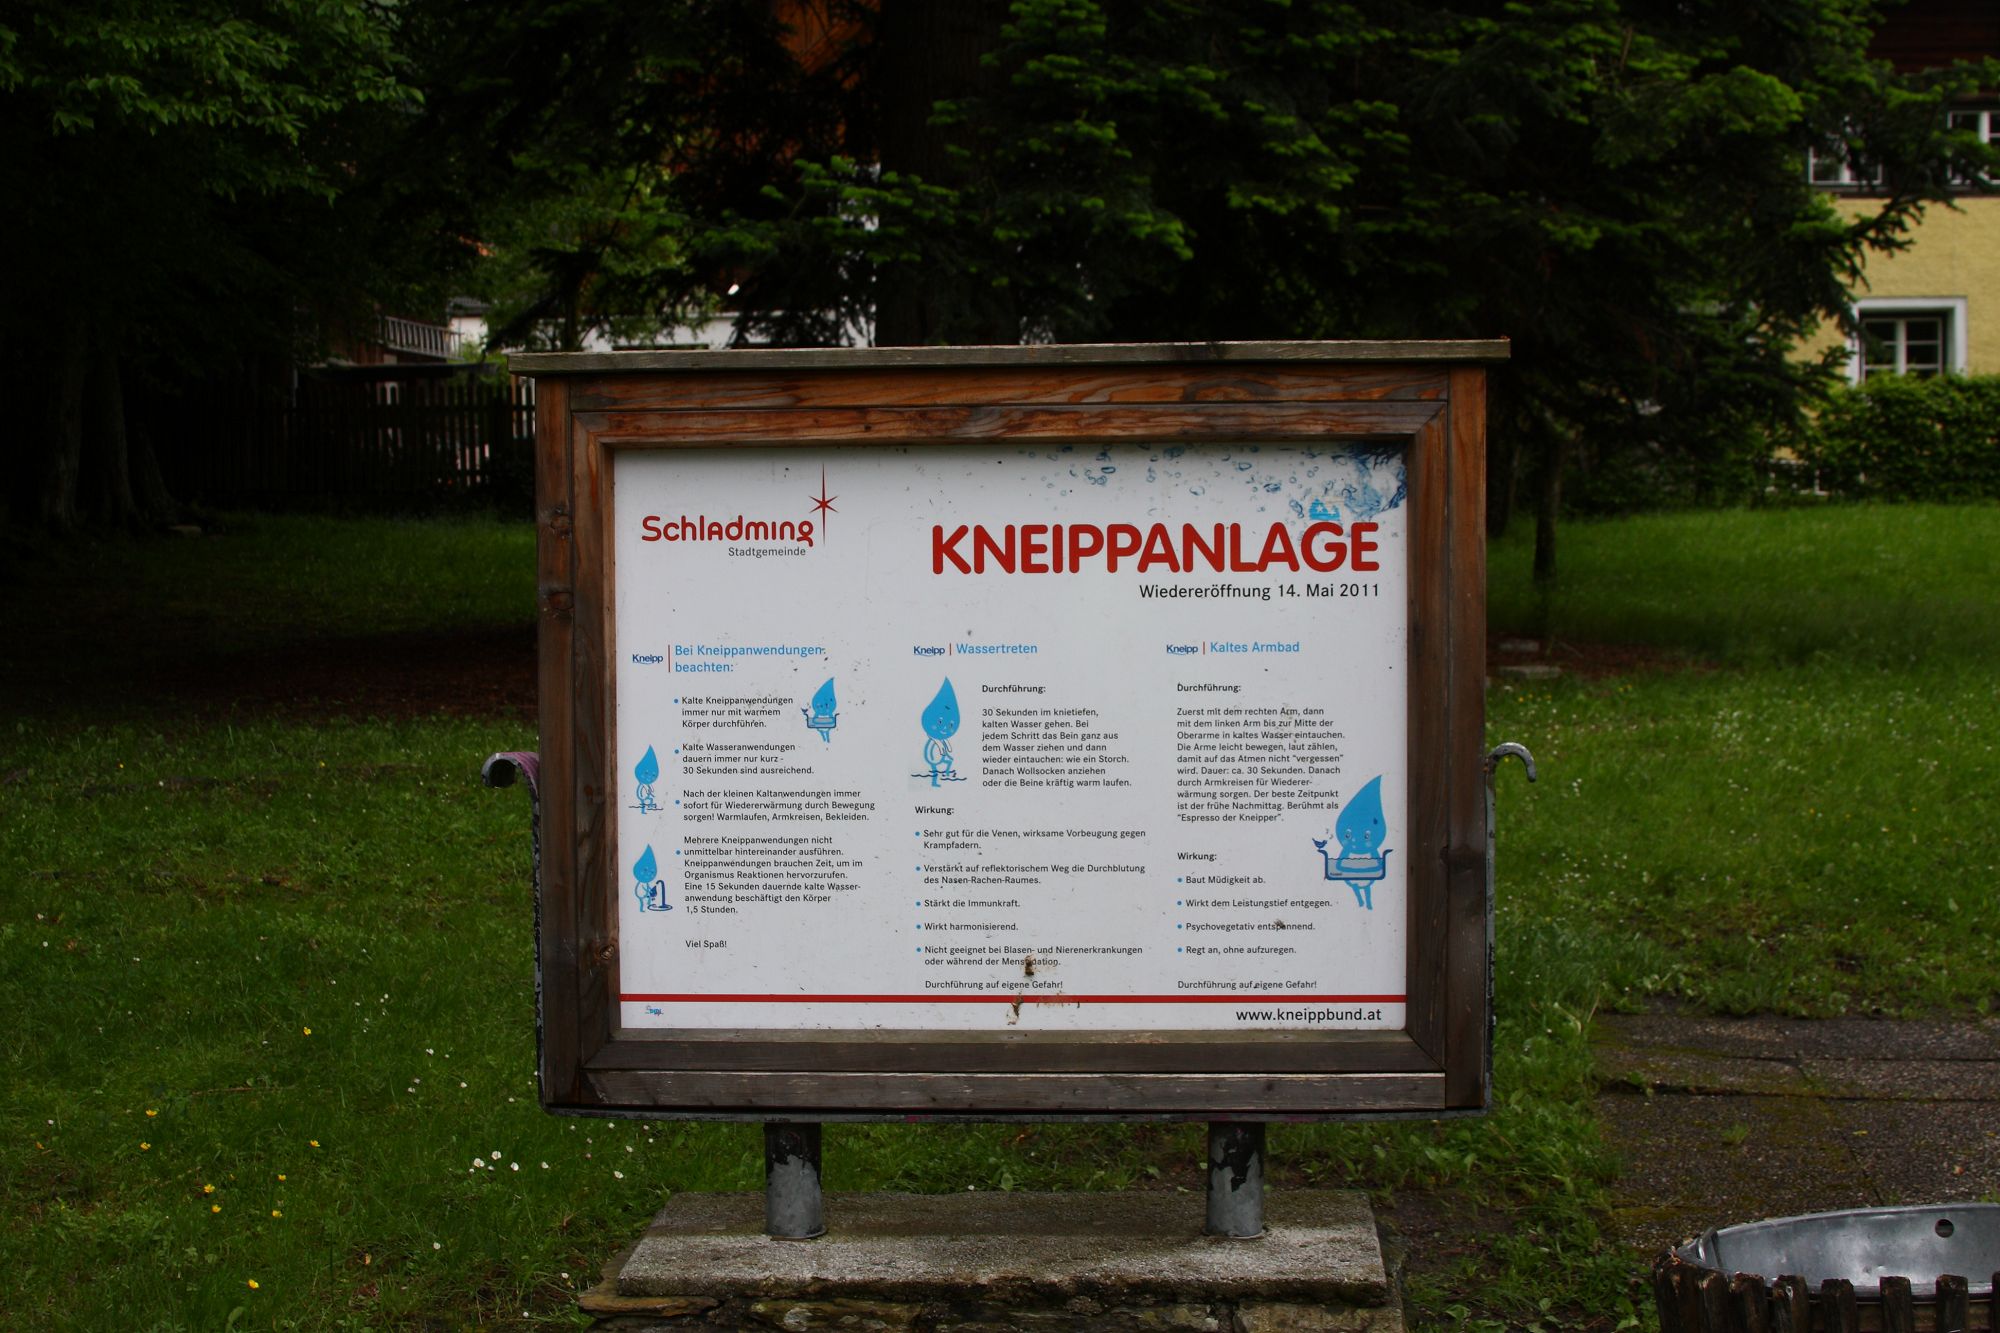 Schladming
Stadtgemeinde
KNEIPPANLAGE
Wiedereröffnung 14. Mai 2011
Kneipp Bei Kneippanwendungen
beachten:
• Kalte Kneippanwendungen
immer nur mit warmem
Körper durchführen.
• Kalte Wasseranwendungen
dauern immer nur kurz -
30 Sekunden sind ausreichend.
Nach der kleinen Kaltanwendungen immer
• sofort für Wiedererwärmung durch Bewegung
sorgen! Warmlaufen, Armkreisen, Bekleiden.
Mehrere Kneippanwendungen nicht
• unmittelbar hintereinander ausführen.
Kneippanwendungen brauchen Zeit, um im
Organismus Reaktionen hervorzurufen.
Eine 15 Sekunden dauernde kalte Wasser-
anwendung beschäftigt den Körper
1,5 Stunden.
Viel Spaß!
Kneipp Wassertreten
Durchführung:
30 Sekunden im knietiefen,
kalten Wasser gehen. Bei
jedem Schritt das Bein ganz aus
dem Wasser ziehen und dann
wieder eintauchen: wie ein Storch.
Danach Wollsocken anziehen
oder die Beine kräftig warm laufen.
Wirkung:
• Sehr gut für die Venen, wirksame Vorbeugung gegen
Krampfadern.
• Verstärkt auf reflektorischem Weg die Durchblutung
des Nasen-Rachen-Raumes.
• Stärkt die Immunkraft.
• Wirkt harmonisierend.
• Nicht geeignet bei Blasen- und Nierenerkrankungen
oder während der Menstruation.
Durchführung auf eigene Gefahr!
Kneipp Kaltes Armbad
Durchführung:
Zuerst mit dem rechten Arm, dann
mit dem linken Arm bis zur Mitte der
Oberarme in kaltes Wasser eintauchen.
Die Arme leicht bewegen, laut zählen,
damit auf das Atmen nicht "vergessen"
wird. Dauer: ca. 30 Sekunden. Danach
durch Armkreisen für Wiederer-
wärmung sorgen. Der beste Zeitpunkt
ist der frühe Nachmittag. Berühmt als
"Espresso der Kneipper".
Wirkung:
• Baut Müdigkeit ab.
• Wirkt dem Leistungstief entgegen.
• Psychovegetativ entspannend.
• Regt an, ohne aufzuregen.
Durchführung auf eigene Gefahr!
www.kneippbund.at